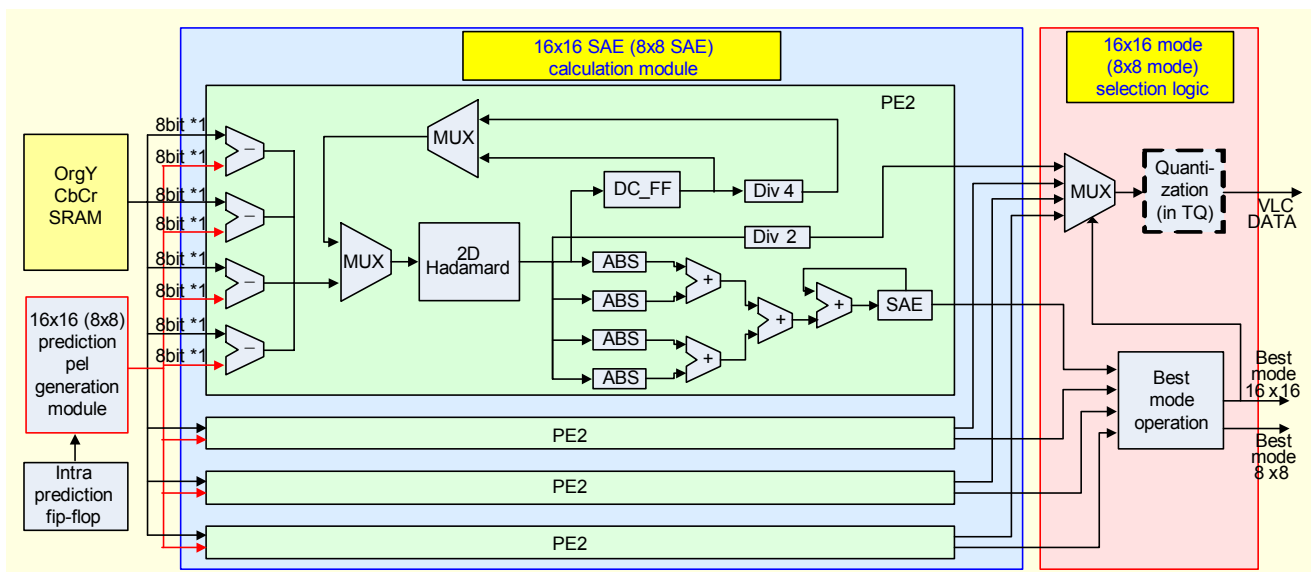 16x16 SAE (8x8 SAE)
calculation module
16x16 mode
(8x8 mode)
selection logic
PE2
OrgY
CbCr
SRAM
8bit *1
8bit *1
8bit *1
8bit *1
8bit *1
8bit *1
8bit *1
8bit *1
−
−
−
−
MUX
MUX
2D
Hadamard
DC_FF
Div 4
Div 2
ABS
ABS
ABS
ABS
+
+
+
+
SAE
MUX
Quanti-
zation
(in TQ)
VLC
DATA
16x16 (8x8)
prediction
pel
generation
module
Intra
prediction
fip-flop
Best
mode
operation
Best
mode
16 x16
Best
mode
8 x8
PE2
PE2
PE2